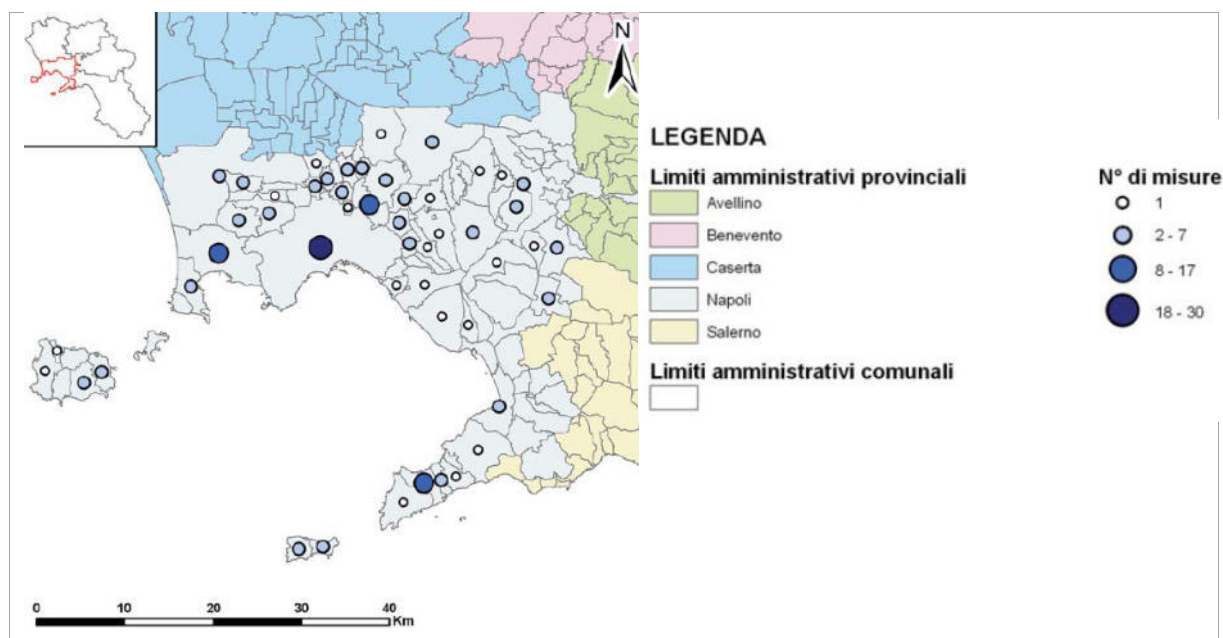 N
LEGENDA
Limiti amministrativi provinciali
Avellino
Benevento
Caserta
Napoli
Salerno
Limiti amministrativi comunali
N° di misure
1
2 - 7
8 - 17
18 - 30
0 10 20 30 40
Km